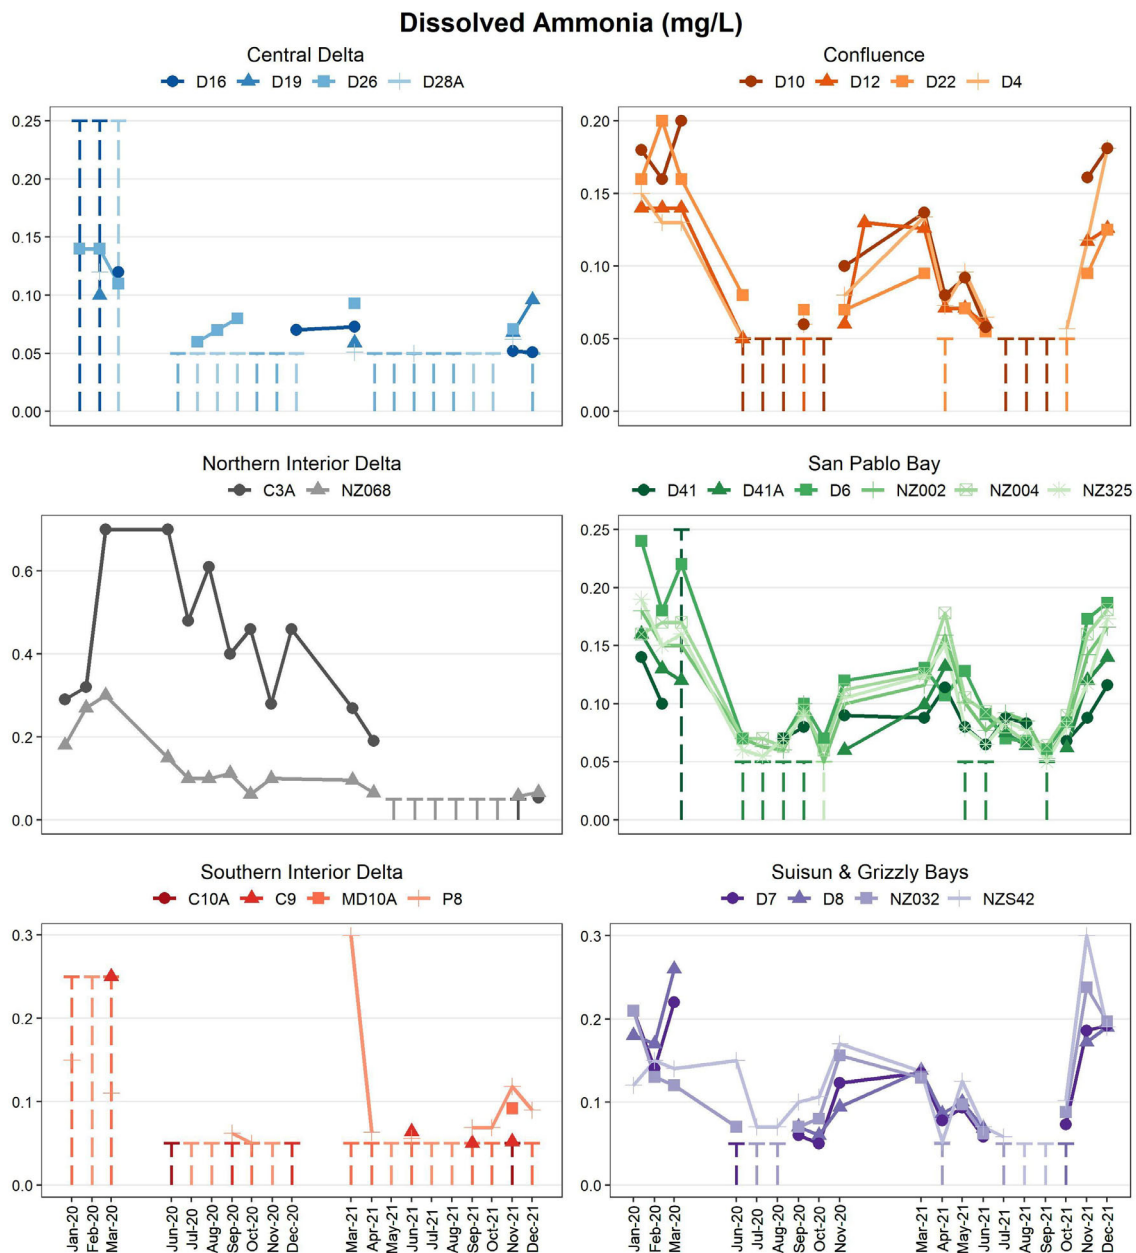 Dissolved Ammonia (mg/L)
Central Delta
D16 D19 D26 D28A
0.25
0.20
0.15
0.10
0.05
0.00
Confluence
D10 D12 D22 D4
0.20
0.15
0.10
0.05
0.00
Northern Interior Delta
C3A NZ068
0.6
0.4
0.2
0.0
San Pablo Bay
D41 D41A D6 NZ002 NZ004 NZ325
0.25
0.20
0.15
0.10
0.05
0.00
Southern Interior Delta
C10A C9 MD10A P8
0.3
0.2
0.1
0.0
Jan-20 Feb-20 Mar-20 Jun-20 Jul-20 Aug-20 Sep-20 Oct-20 Nov-20 Dec-20 Mar-21 Apr-21 May-21 Jun-21 Jul-21 Aug-21 Sep-21 Oct-21 Nov-21 Dec-21
Suisun & Grizzly Bays
D7 D8 NZ032 NZS42
0.3
0.2
0.1
0.0
Jan-20 Feb-20 Mar-20 Jun-20 Jul-20 Aug-20 Sep-20 Oct-20 Nov-20 Mar-21 Apr-21 May-21 Jun-21 Jul-21 Aug-21 Sep-21 Oct-21 Nov-21 Dec-21